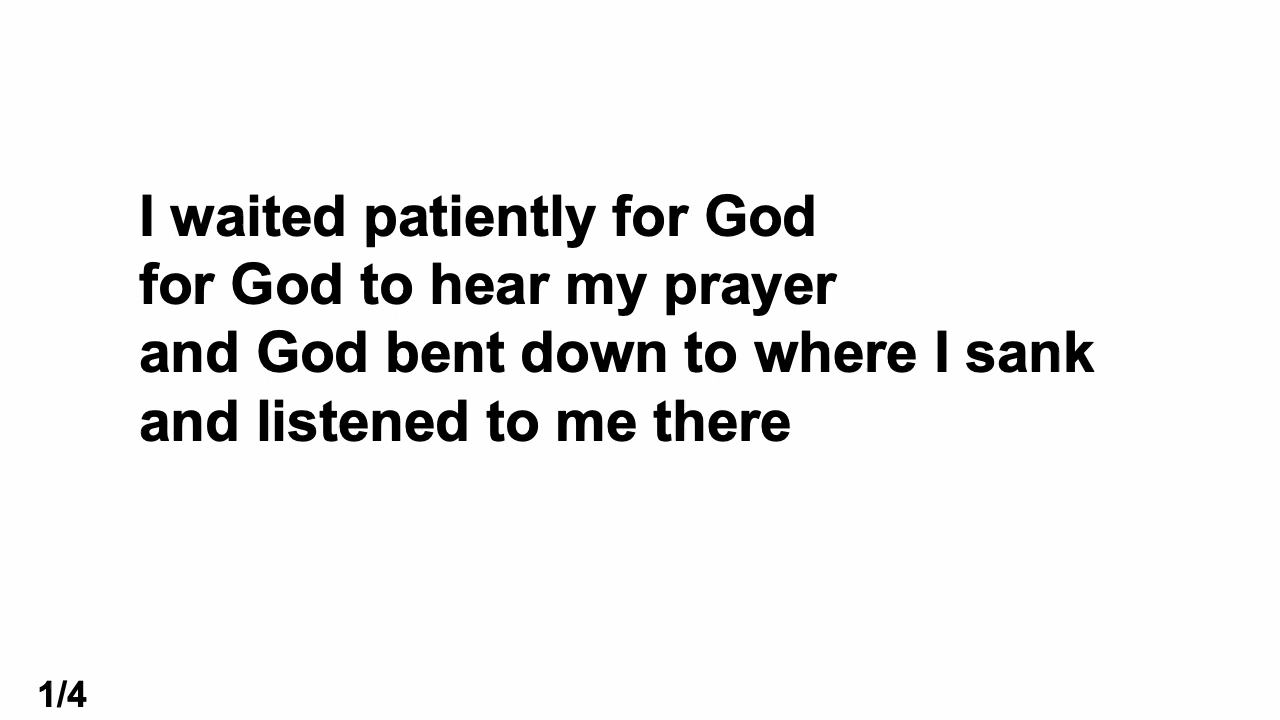 I waited patiently for God
for God to hear my prayer
and God bent down to where I sank
and listened to me there
1/4